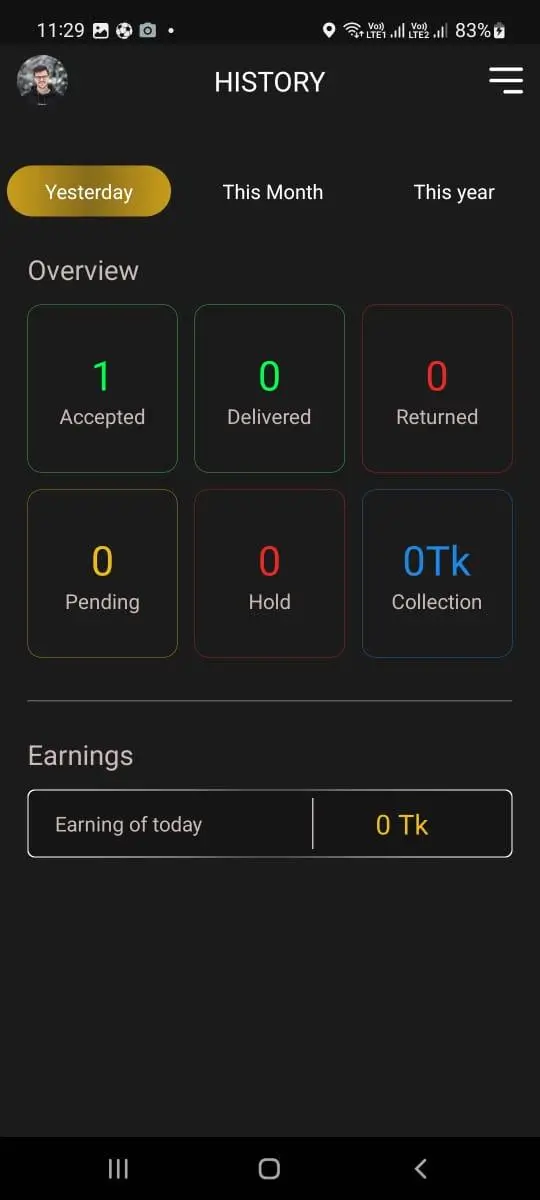 11:29 Vo) LTE1 Vo) LTE2 83%
HISTORY
Yesterday This Month This year
Overview
1 0 0
Accepted Delivered Returned
0 0 0Tk
Pending Hold Collection
Earnings
Earning of today 0 Tk